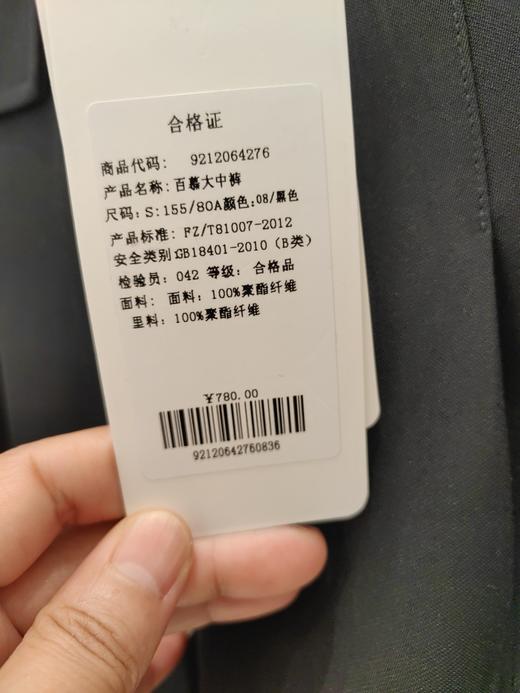 合格证
商品代码: 9212064276
产品名称:百慕大中裤
尺码:S:155/80A颜色:08/黑色
产品标准: FZ/T81007-2012
安全类别:GB18401-2010 (B类)
检验员: 042 等级: 合格品
面料: 面料: 100%聚酯纤维
里料: 100%聚酯纤维
￥780.00
92120642760836